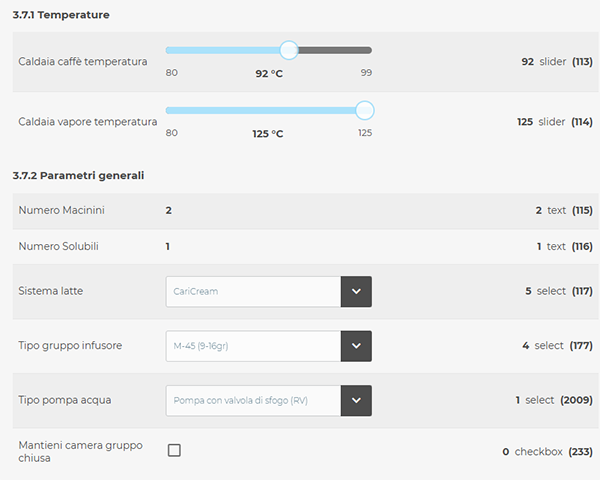 3.7.1 Temperature
Caldaia caffè temperatura
80 92 °C 99
92 slider (113)
Caldaia vapore temperatura
80 125 °C 125
125 slider (114)
3.7.2 Parametri generali
Numero Macinini 2 2 text (115)
Numero Solubili 1 1 text (116)
Sistema latte CariCream 5 select (117)
Tipo gruppo infusore M-45 (9-16gr) 4 select (177)
Tipo pompa acqua Pompa con valvola di sfogo (RV) 1 select (2009)
Mantieni camera gruppo
chiusa
0 checkbox (233)